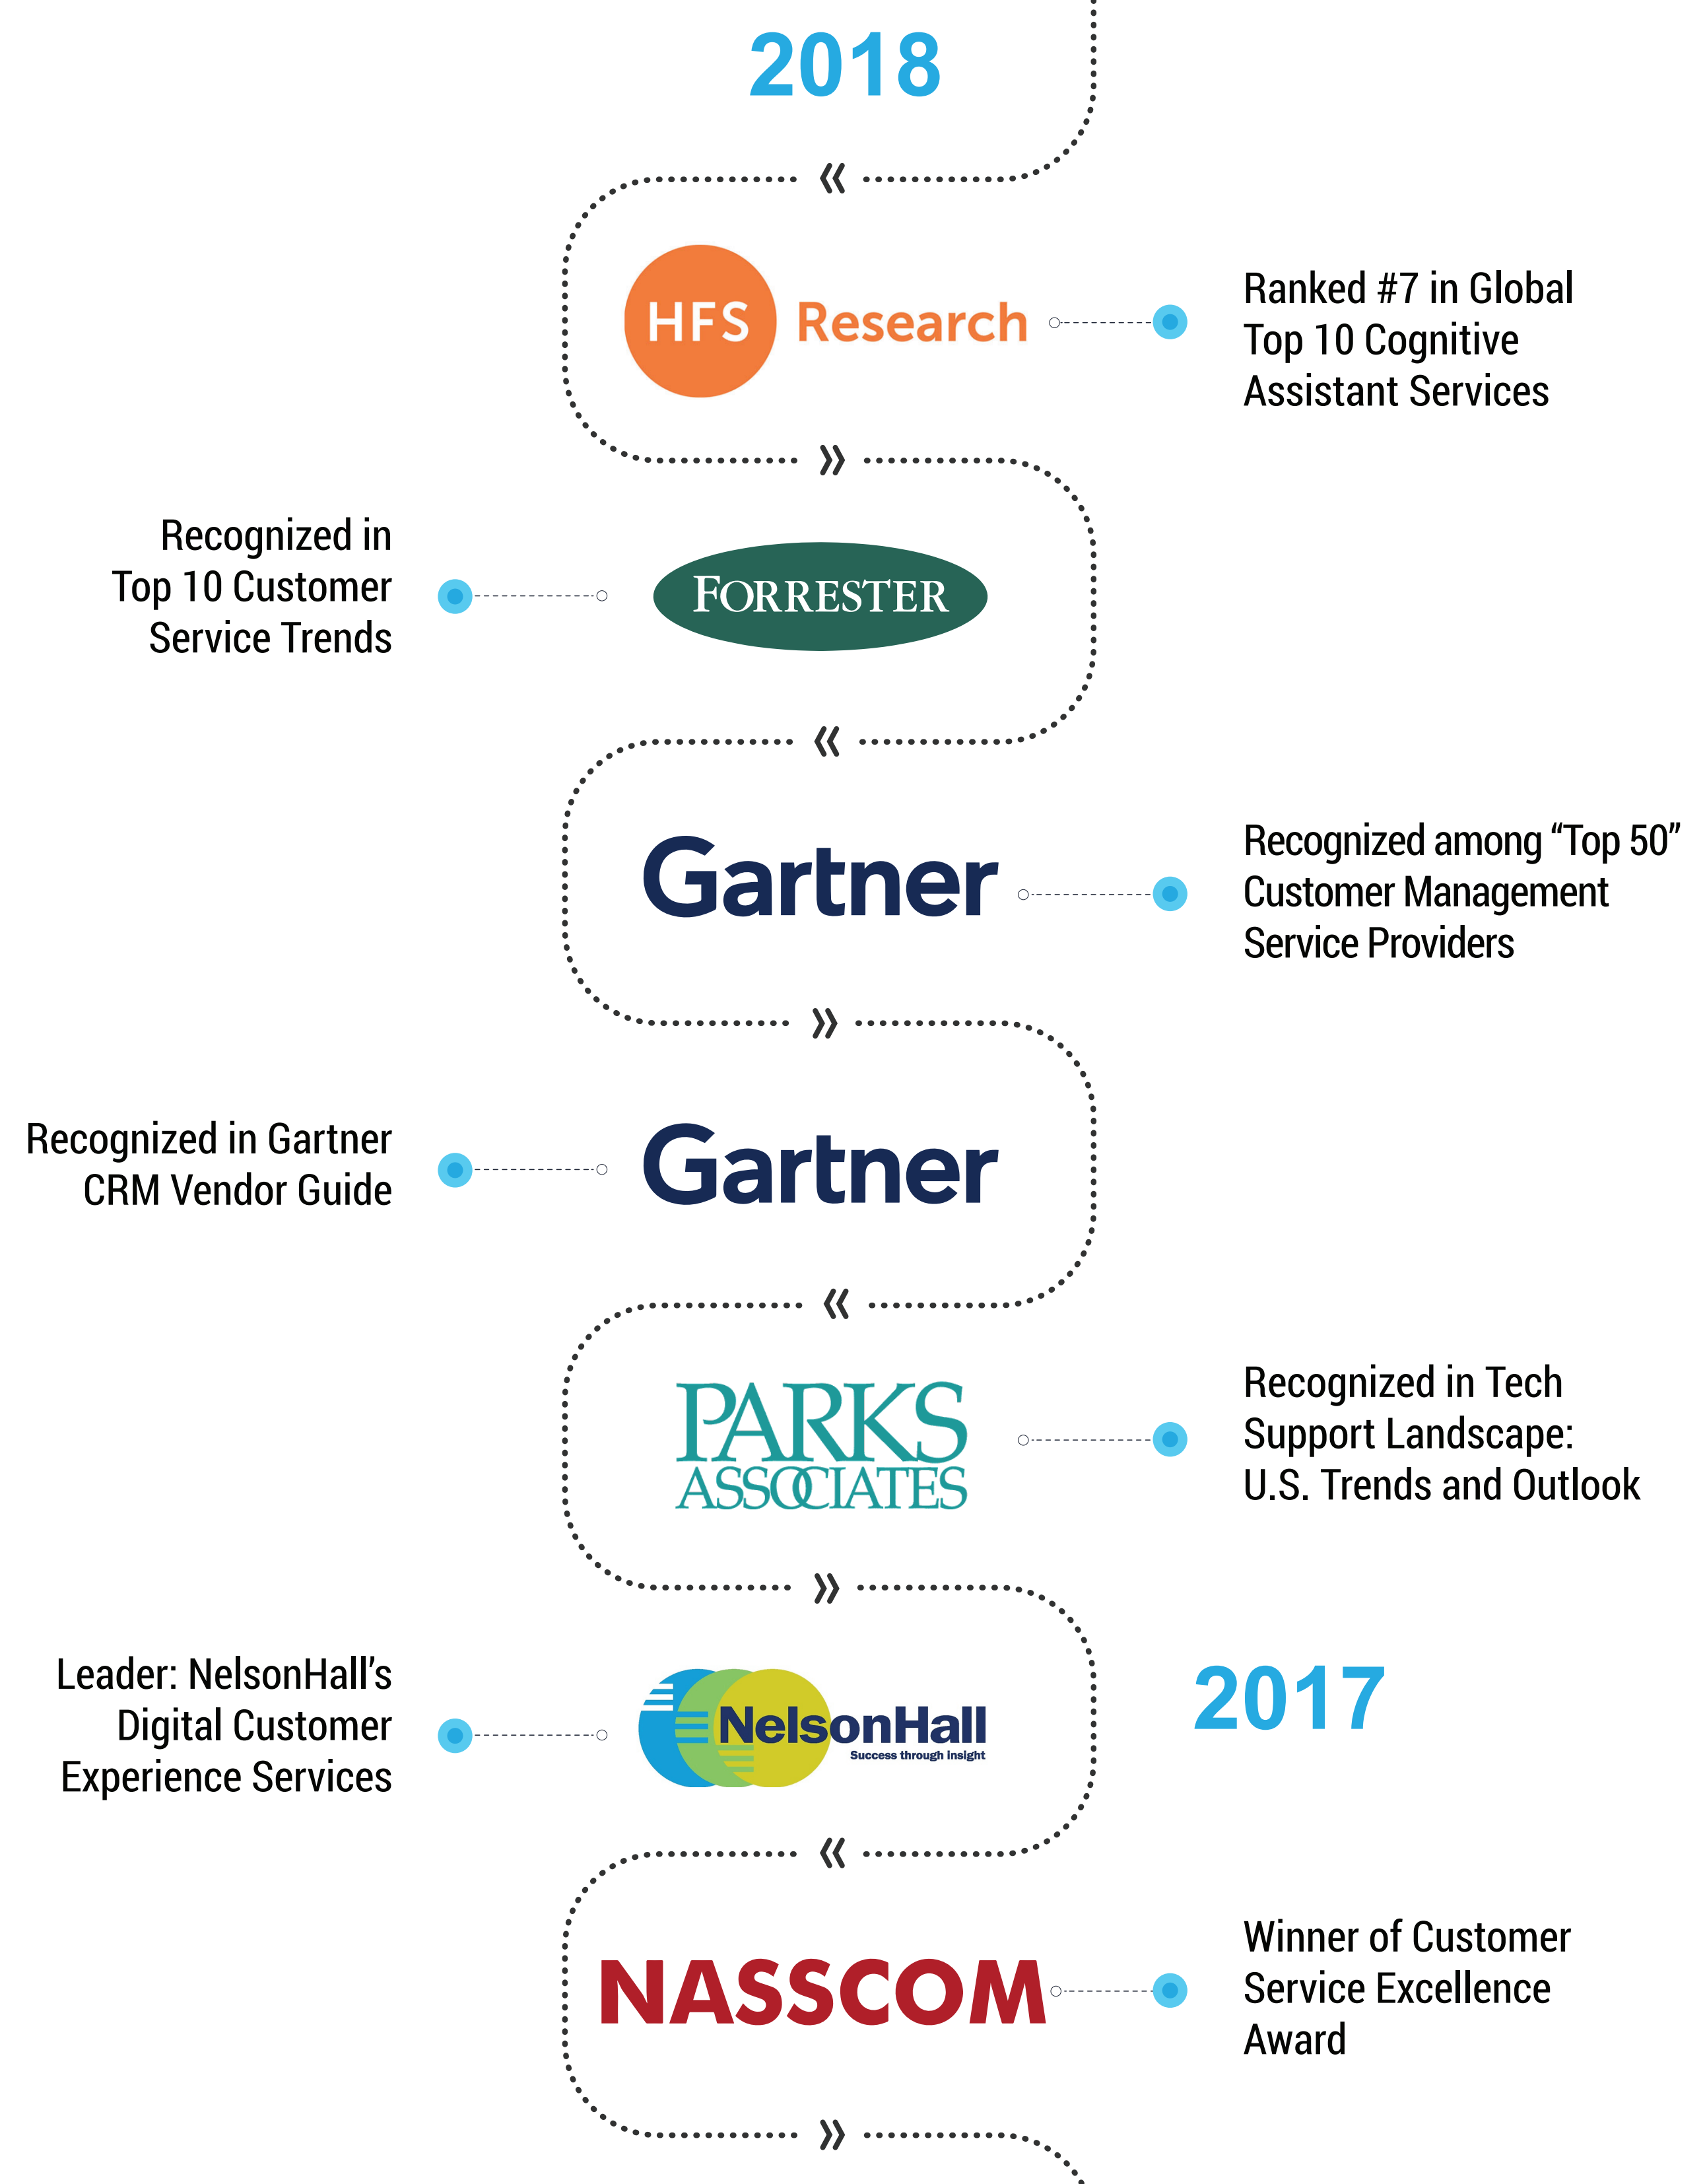 2018
HFS Research
Ranked #7 in Global
Top 10 Cognitive
Assistant Services
Recognized in
Top 10 Customer
Service Trends
FORRESTER
Gartner
Recognized among “Top 50”
Customer Management
Service Providers
Recognized in Gartner
CRM Vendor Guide
Gartner
PARKS
ASSOCIATES
Recognized in Tech
Support Landscape:
U.S. Trends and Outlook
Leader: NelsonHall’s
Digital Customer
Experience Services
NelsonHall
Success through insight
2017
NASSCOM
Winner of Customer
Service Excellence
Award